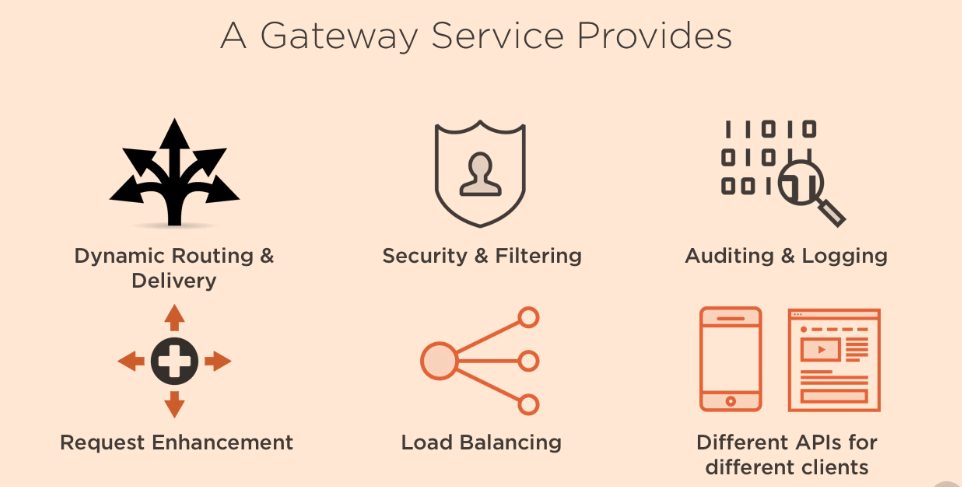 A Gateway Service Provides
11010
01011
001
Dynamic Routing &
Delivery
Security & Filtering
Auditing & Logging
Request Enhancement
Load Balancing
Different APIs for
different clients